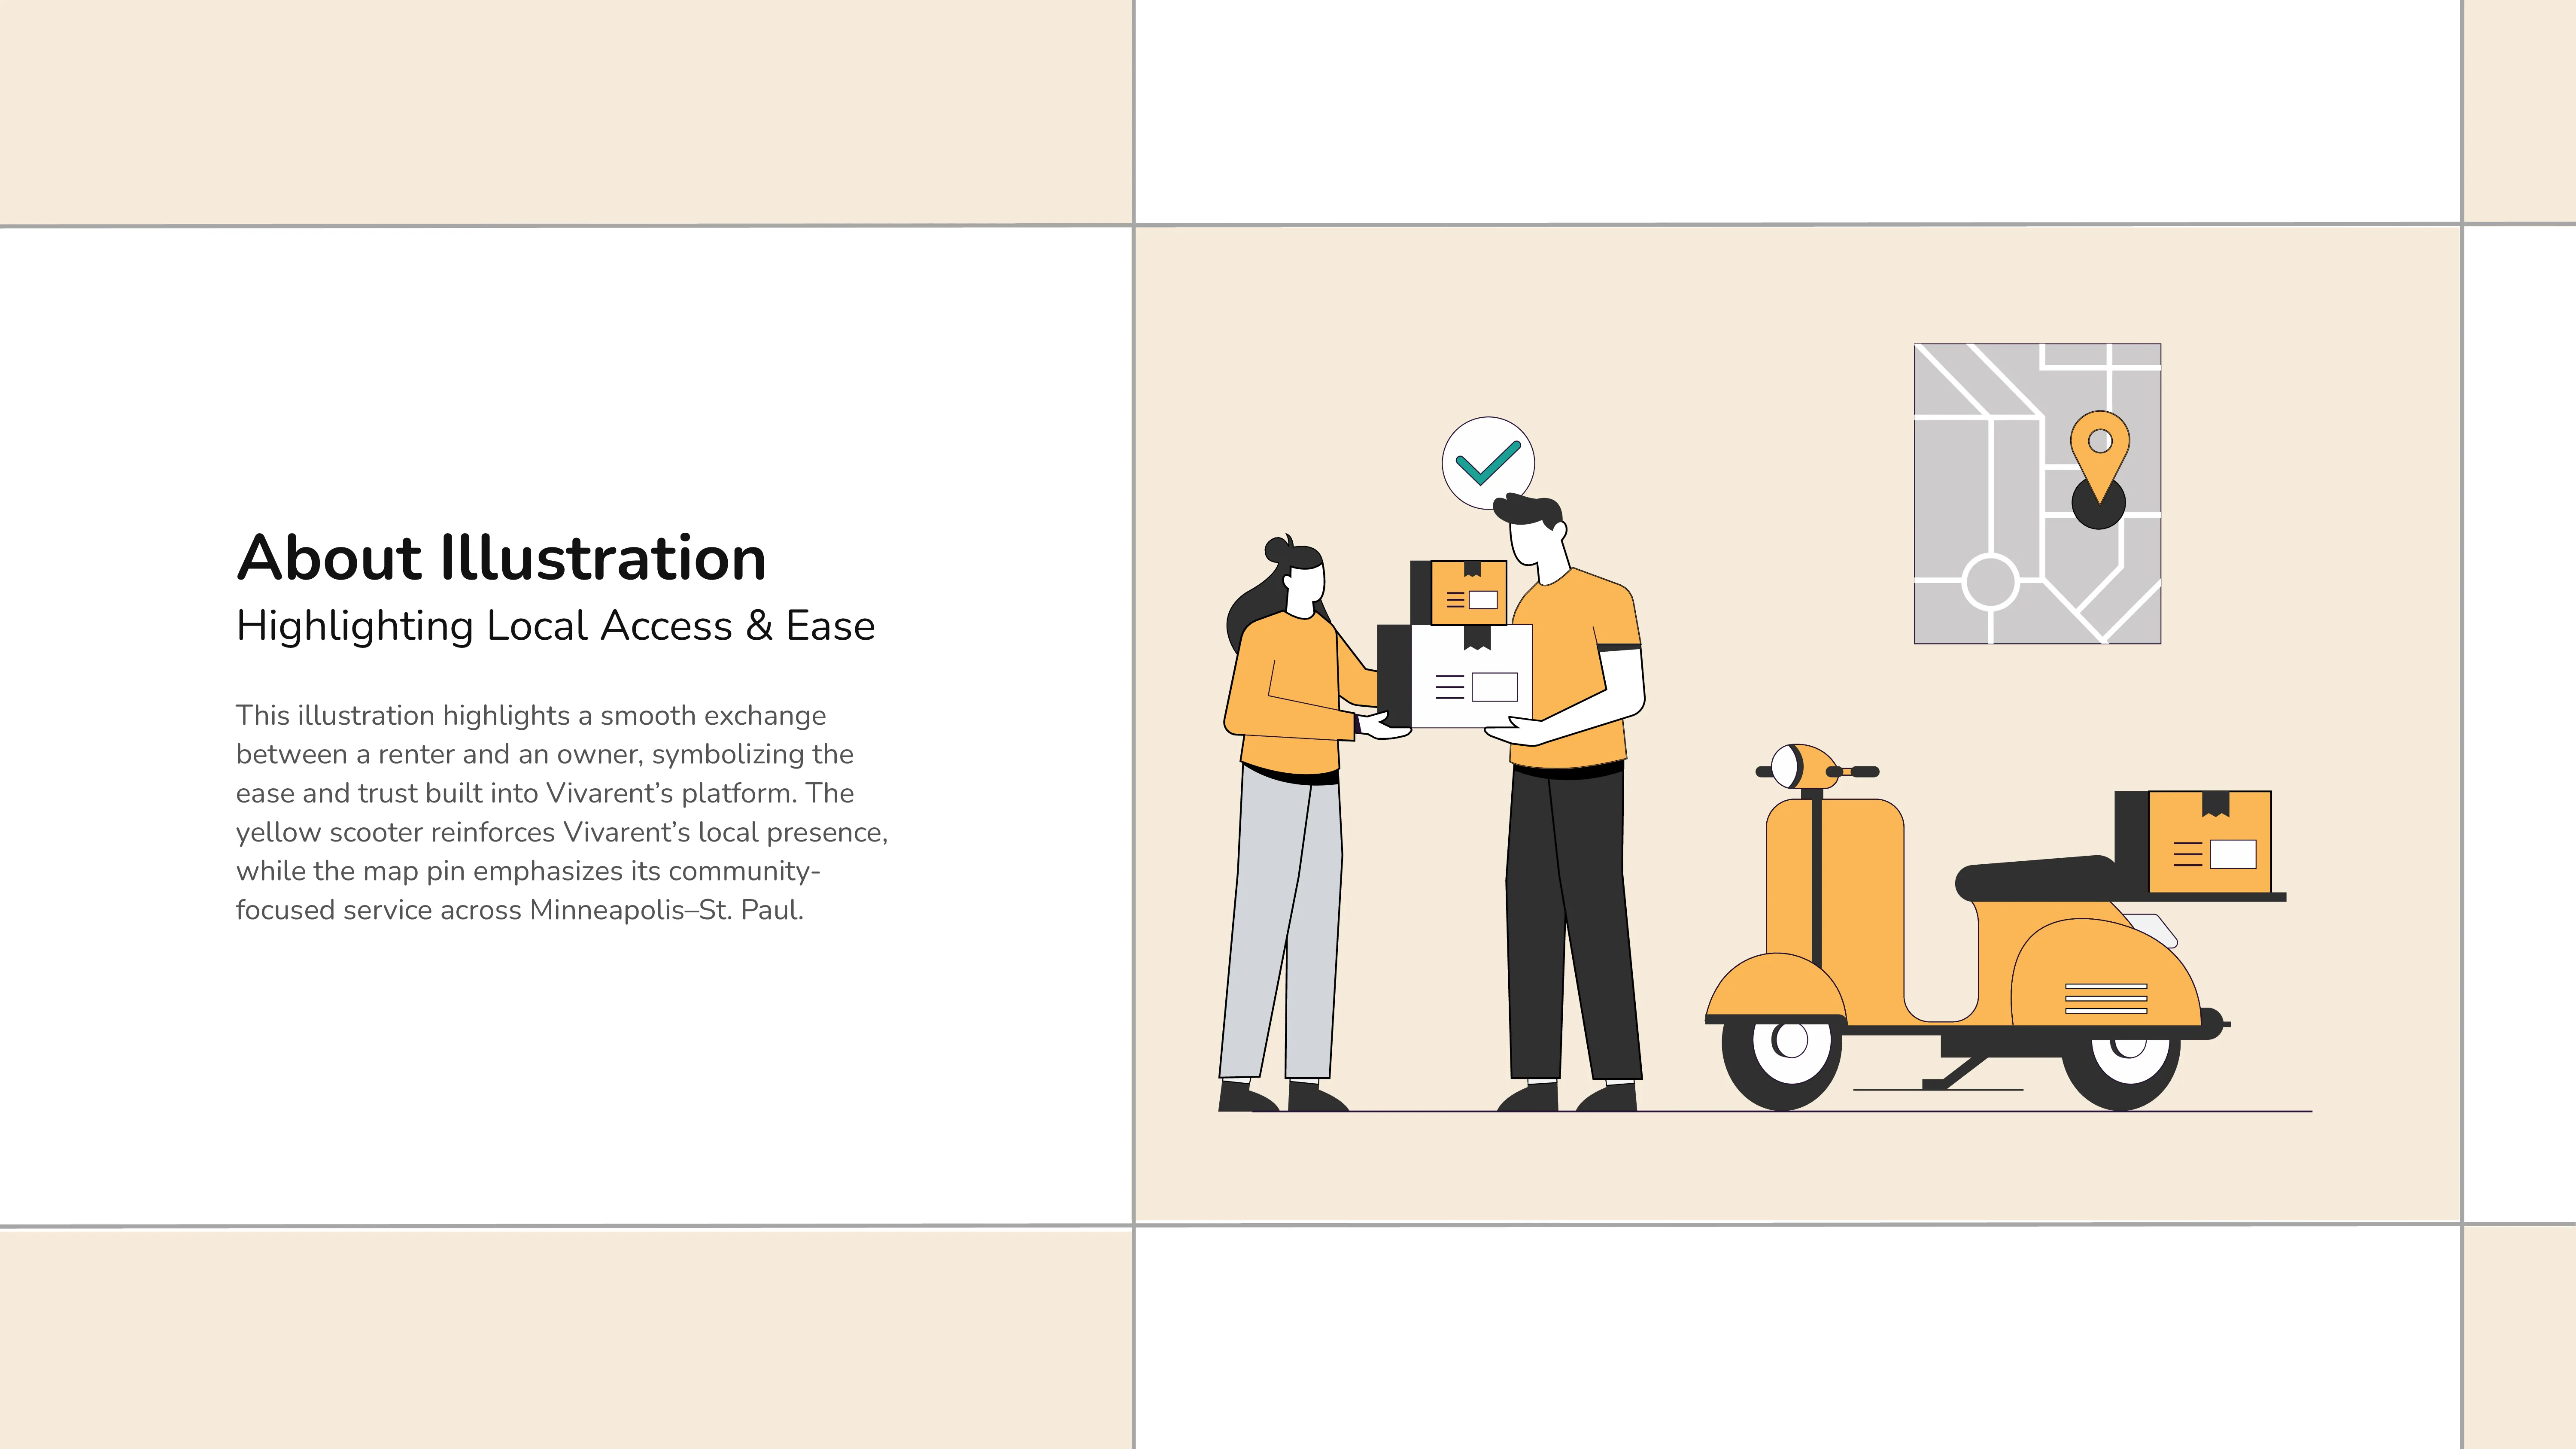 About Illustration
Highlighting Local Access & Ease
This illustration highlights a smooth exchange
between a renter and an owner, symbolizing the
ease and trust built into Vivarent’s platform. The
yellow scooter reinforces Vivarent’s local presence,
while the map pin emphasizes its community-
focused service across Minneapolis–St. Paul.